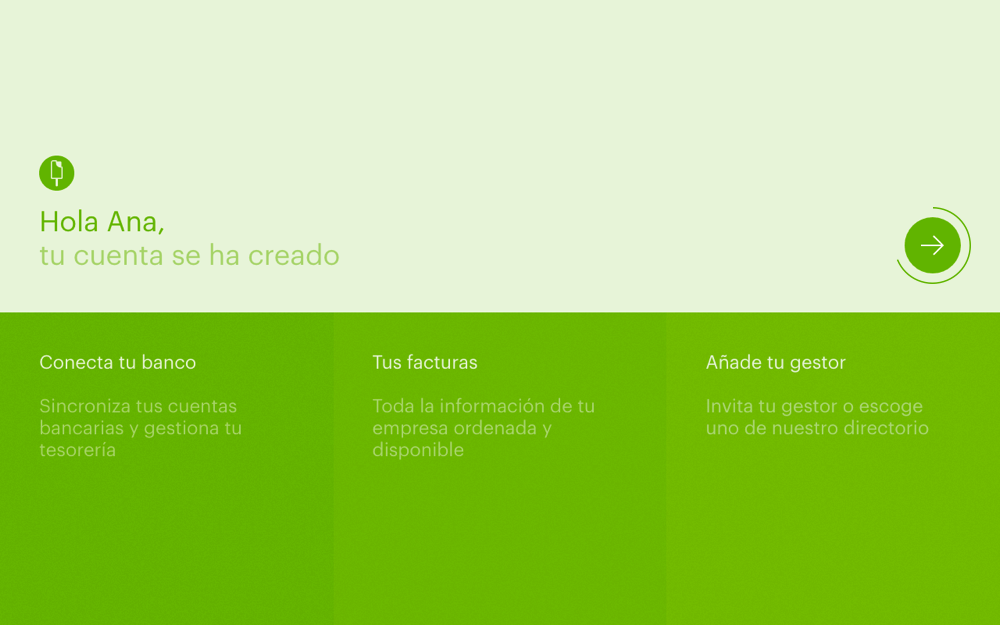 Hola Ana,
tu cuenta se ha creado
Conecta tu banco
Sincroniza tus cuentas
bancarias y gestiona tu
tesorería
Tus facturas
Toda la información de tu
empresa ordenada y
disponible
Añade tu gestor
Invita tu gestor o escoge
uno de nuestro directorio